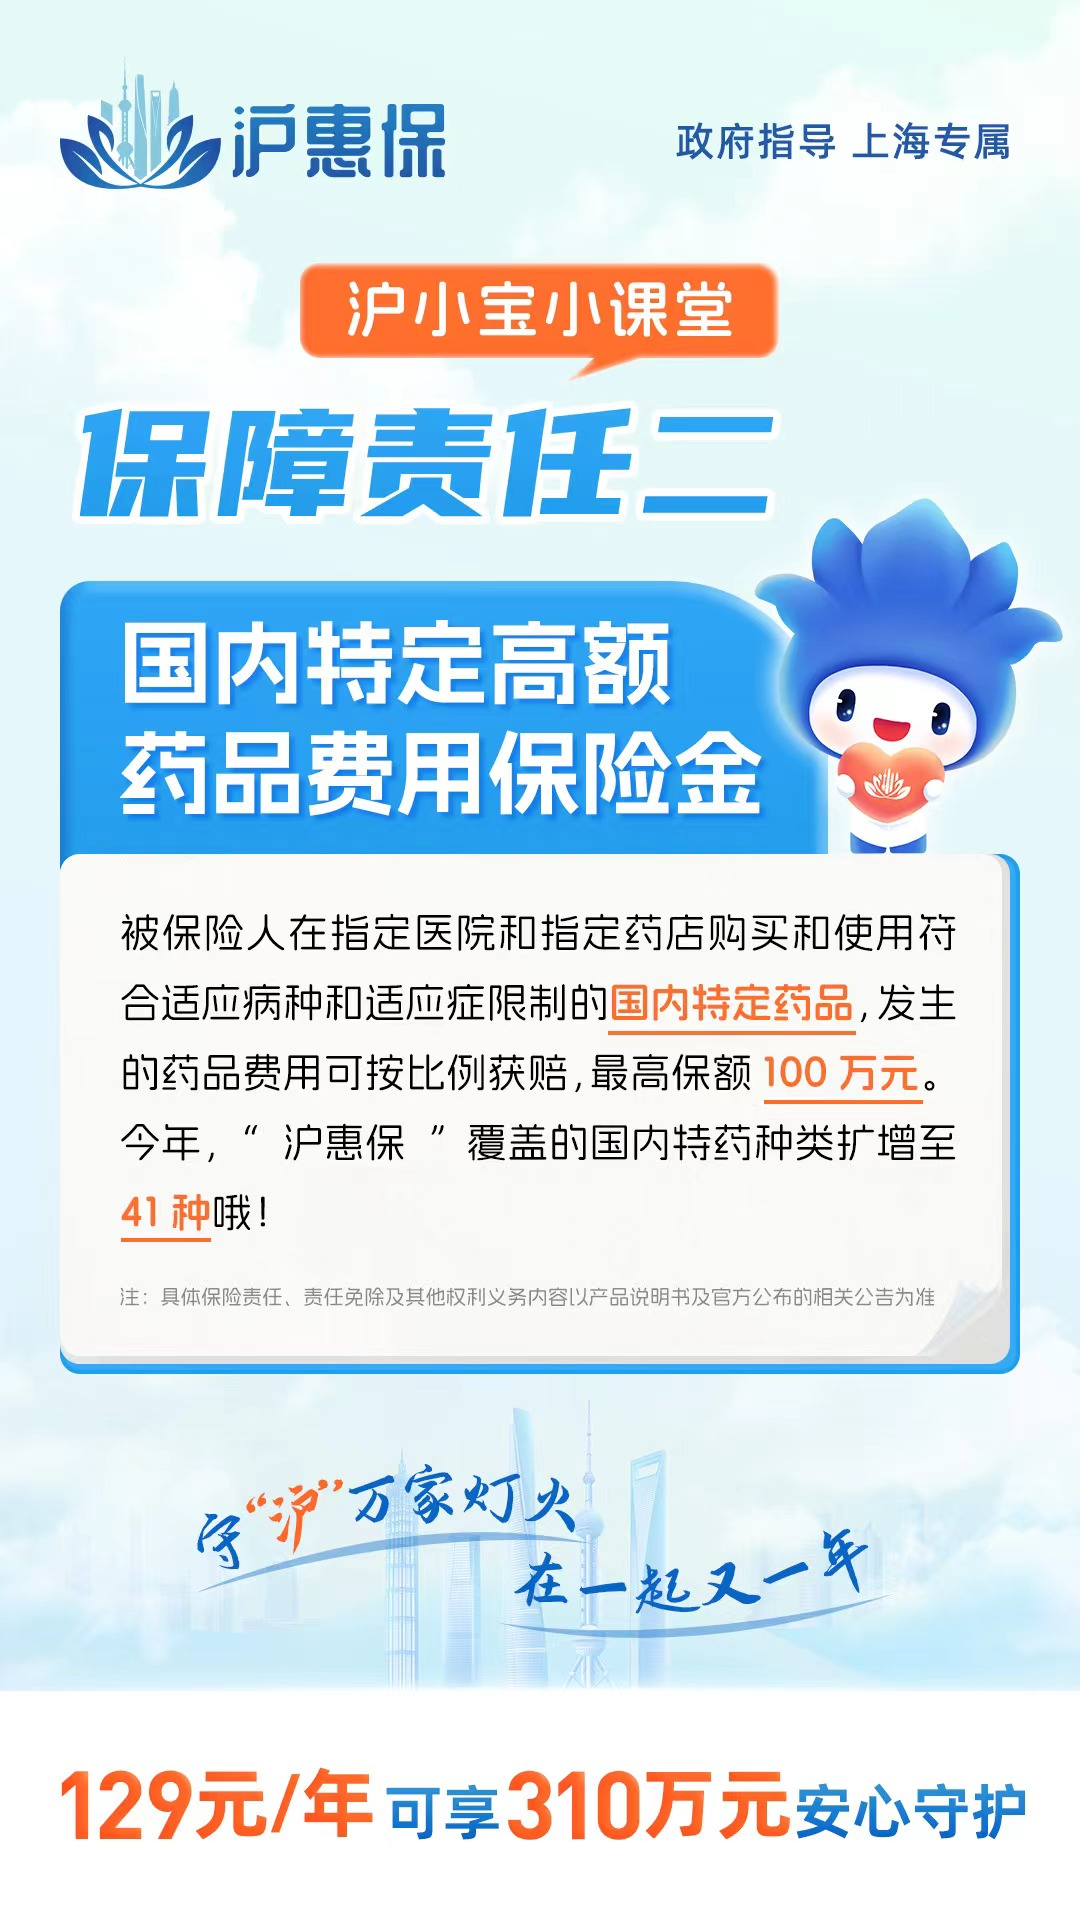 沪惠保
政府指导 上海专属
沪小宝小课堂
保障责任二
国内特定高额
药品费用保险金
被保险人在指定医院和指定药店购买和使用符
合适应病种和适应症限制的国内特定药品,发生
的药品费用可按比例获赔,最高保额 100 万元。
今年,“ 沪惠保 ”覆盖的国内特药种类扩增至
41 种哦!
注：具体保险责任、责任免除及其他权利义务内容以产品说明书及官方公布的相关公告为准
守“沪”万家灯火
在一起又一年
129元/年可享310万元安心守护